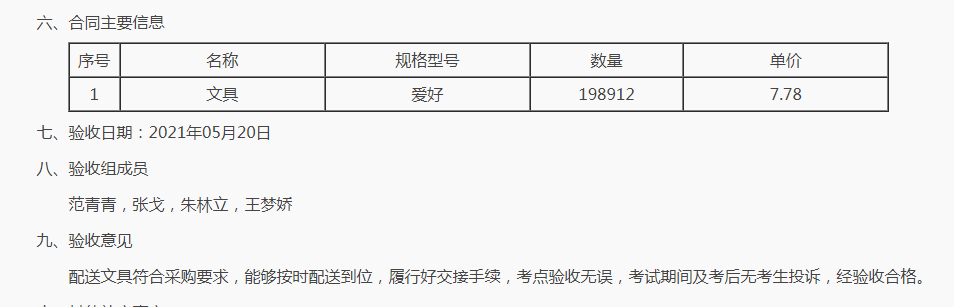 六、合同主要信息
序号 名称 规格型号 数量 单价
1 文具 爱好 198912 7.78
七、验收日期：2021年05月20日
八、验收组成员
范青青，张戈，朱林立，王梦娇
九、验收意见
配送文具符合采购要求，能够按时配送到位，履行好交接手续，考点验收无误，考试期间及考后无考生投诉，经验收合格。